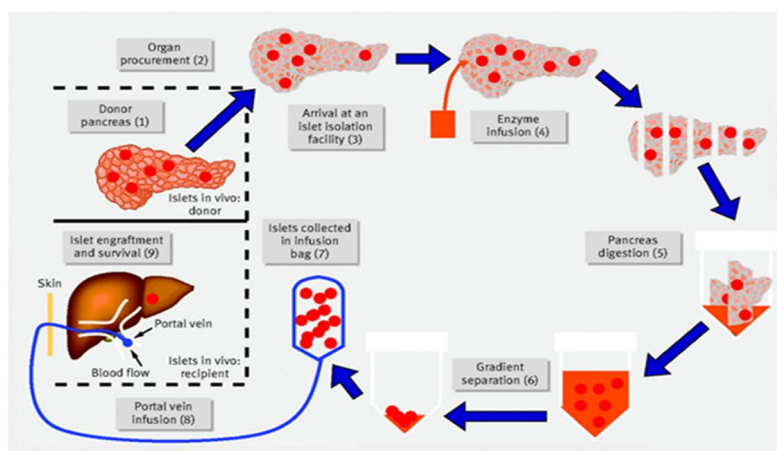 Organ
procurement (2)
Donor
pancreas (1)
Islets in vivo:
donor
Arrival at an
islet isolation
facility (3)
Enzyme
infusion (4)
Pancreas
digestion (5)
Gradient
separation (6)
Islets collected
in infusion
bag (7)
Islet engraftment
and survival (9)
Skin
Portal vein
Blood flow
Islets in vivo:
recipient
Portal vein
infusion (8)